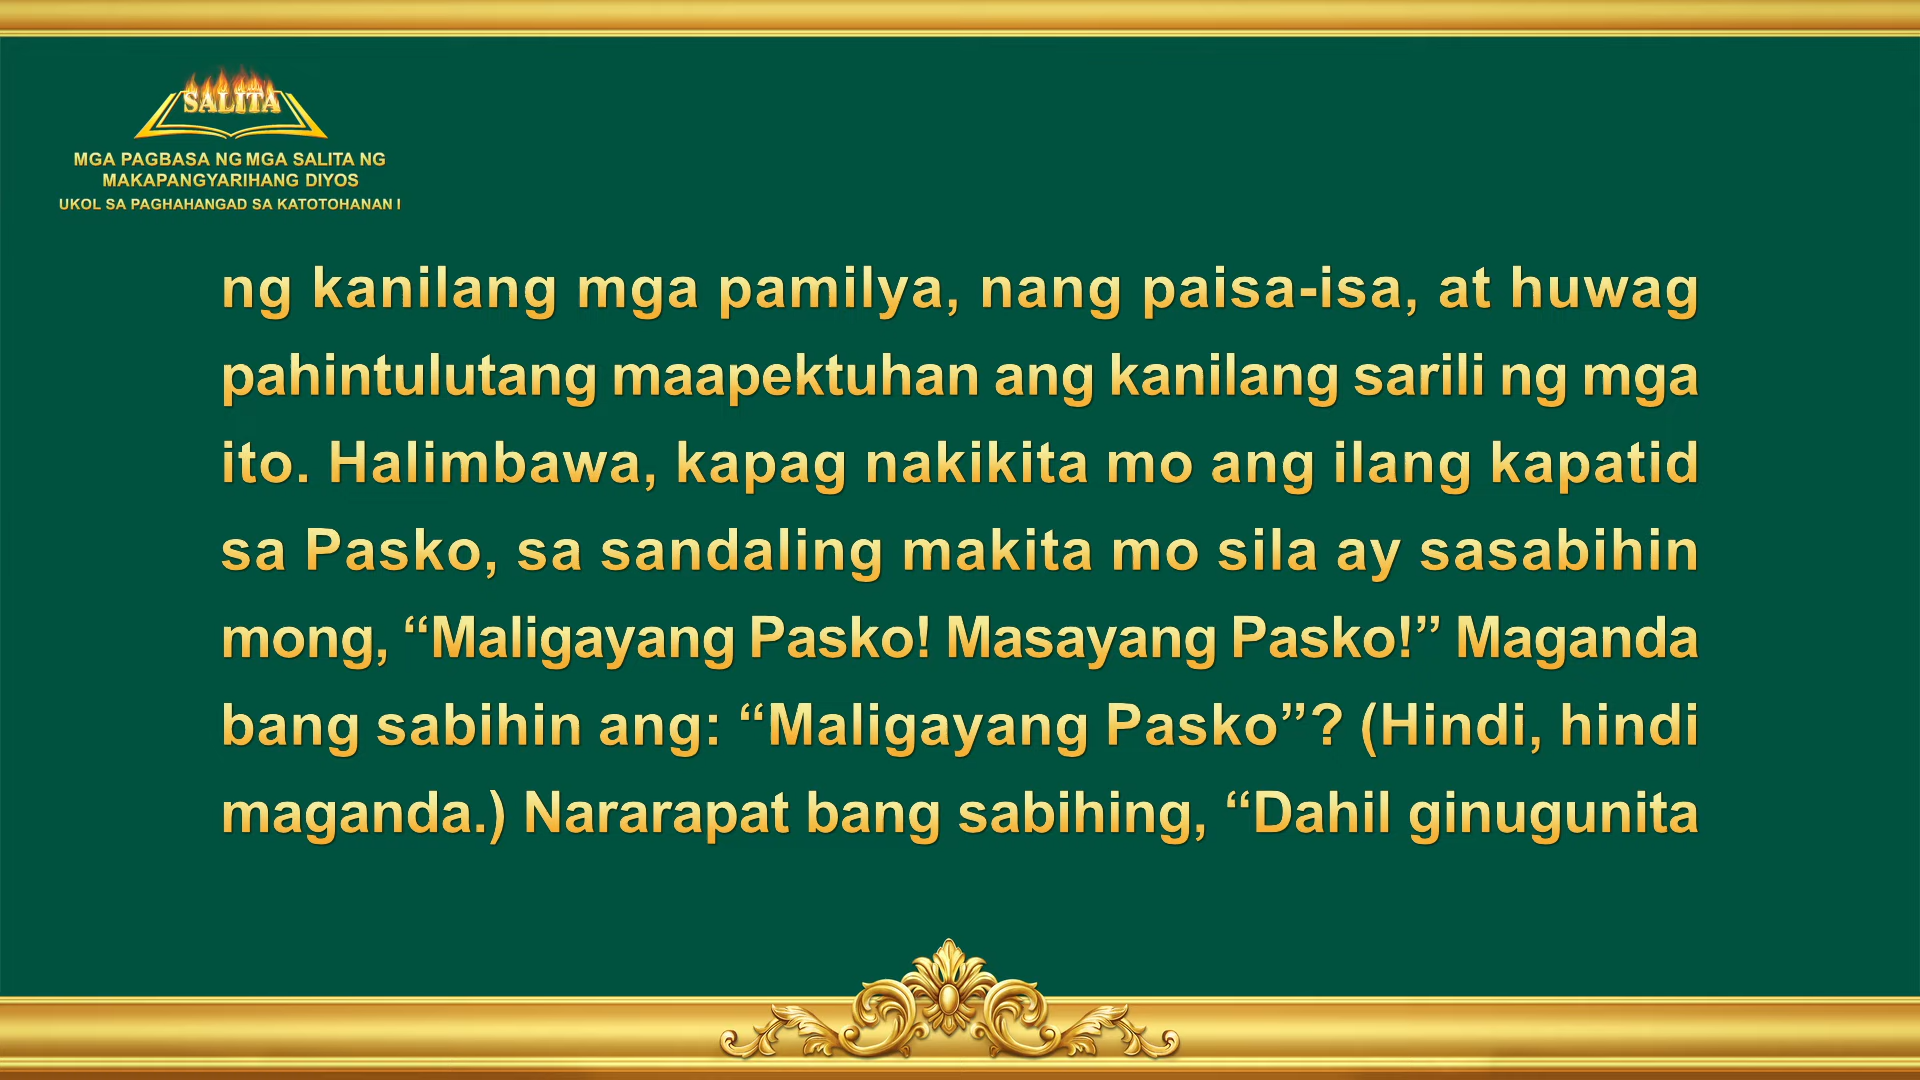 SALITA
MGA PAGBASA NG MGA SALITA NG
MAKAPANGYARIHANG DIYOS
UKOL SA PAGHAHANGAD SA KATOTOHANAN I
ng kanilang mga pamilya, nang paisa-isa, at huwag
pahintulutang maapektuhan ang kanilang sarili ng mga
ito. Halimbawa, kapag nakikita mo ang ilang kapatid
sa Pasko, sa sandaling makita mo sila ay sasabihin
mong, “Maligayang Pasko! Masayang Pasko!” Maganda
bang sabihin ang: “Maligayang Pasko”? (Hindi, hindi
maganda.) Nararapat bang sabihing, “Dahil ginugunita